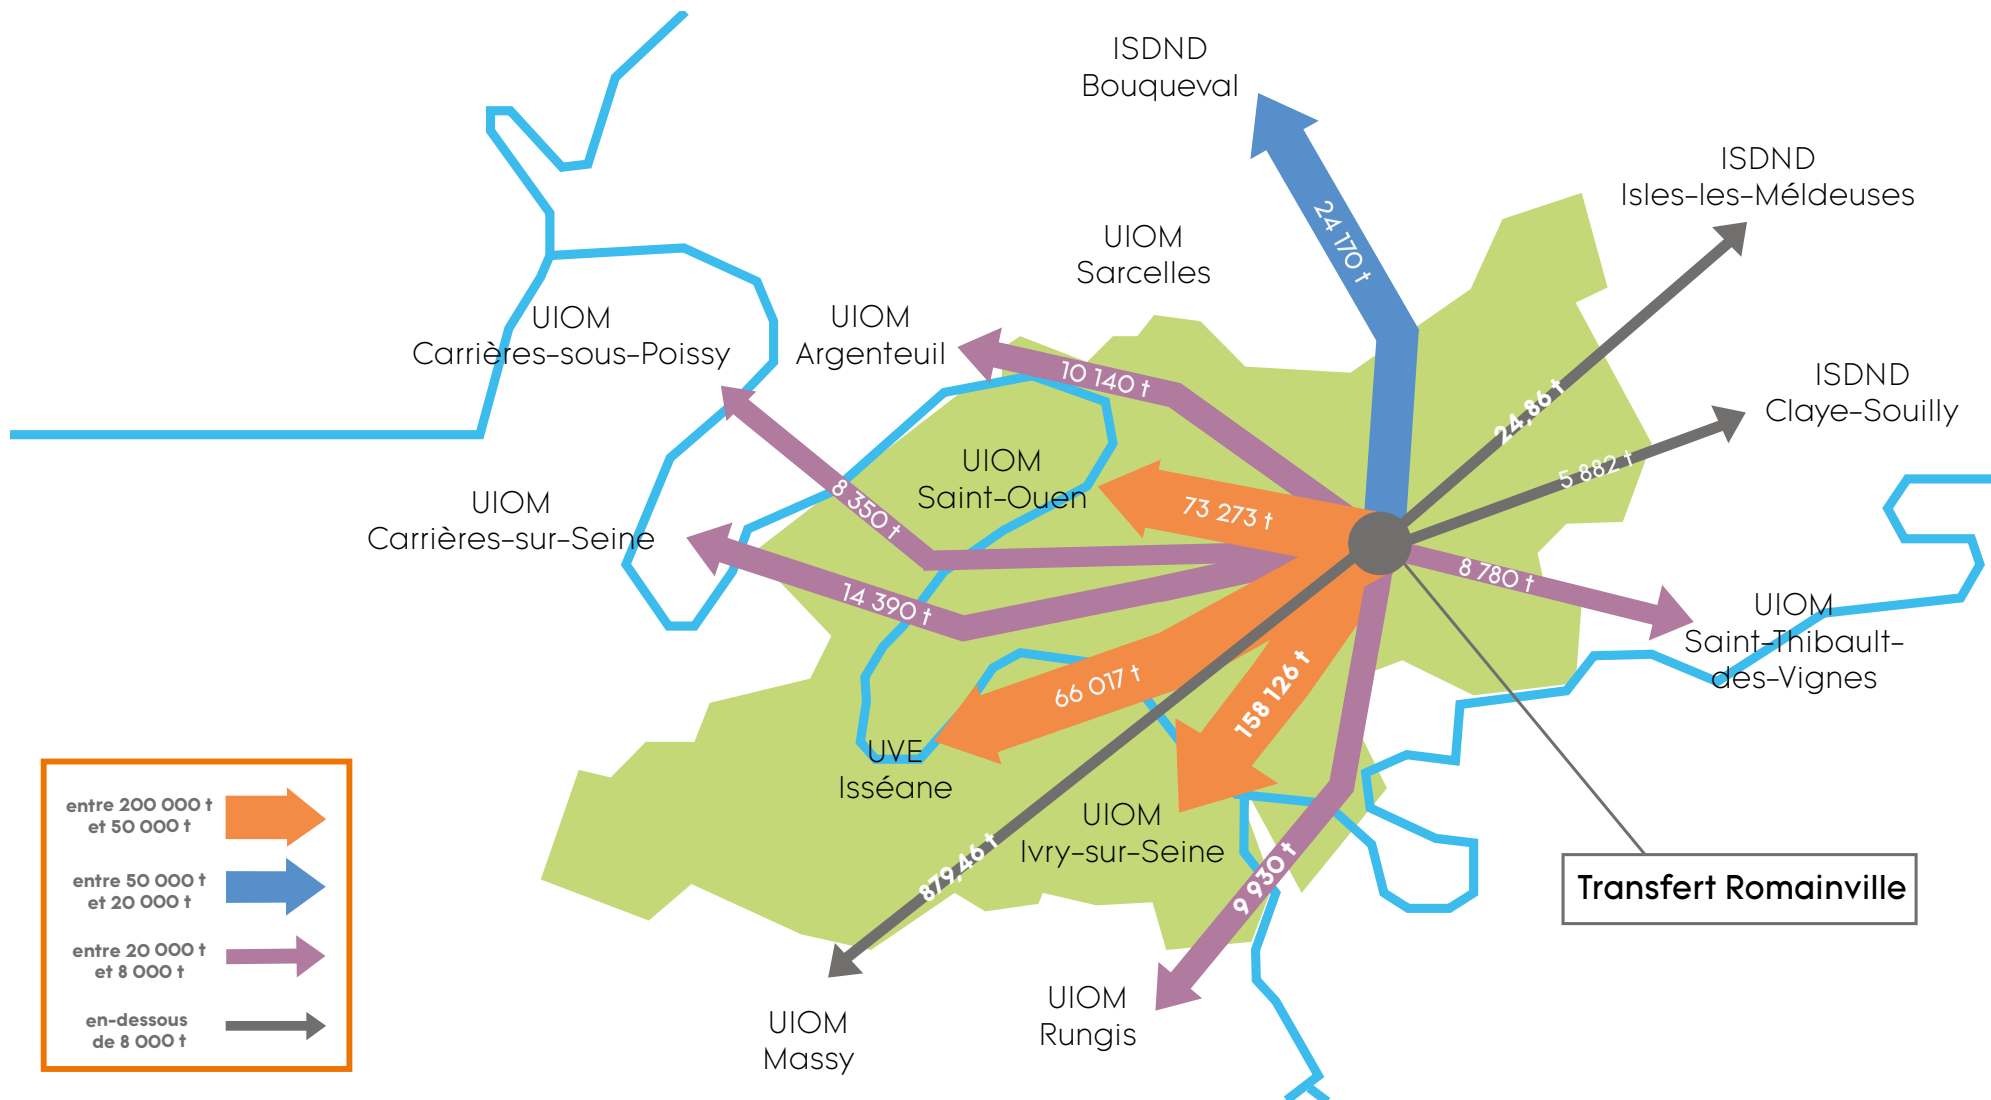 ISDND
Bouqueval
ISDND
Isles-les-Méldeuses
UIOM
Sarcelles
24 170 t
UIOM
Carrières-sous-Poissy
UIOM
Argenteuil
10 140 t
24,86 t
ISDND
Claye-Souilly
5 882 t
UIOM
Saint-Ouen
73 273 t
8 350 t
UIOM
Carrières-sur-Seine
14 390 t
8 780 t
UIOM
Saint-Thibault-
des-Vignes
66 017 t
158 126 t
UVE
Isséane
UIOM
Ivry-sur-Seine
879,46 t
9 930 t
Transfert Romainville
UIOM
Rungis
UIOM
Massy
entre 200 000 t
et 50 000 t
entre 50 000 t
et 20 000 t
entre 20 000 t
et 8 000 t
en-dessous
de 8 000 t